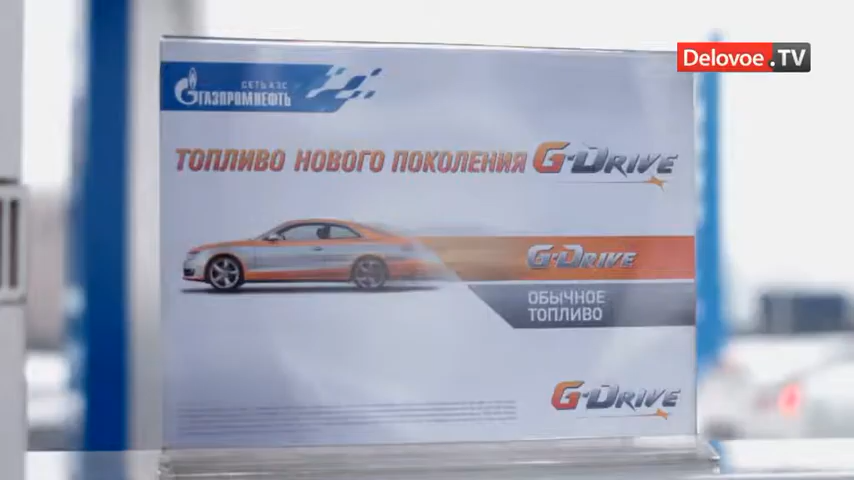 Delovoe.TV
СЕТЬ АЗС
ГАЗПРОМНЕФТЬ
ТОПЛИВО НОВОГО ПОКОЛЕНИЯ G-DRIVE
G-DRIVE
ОБЫЧНОЕ
ТОПЛИВО
G-DRIVE